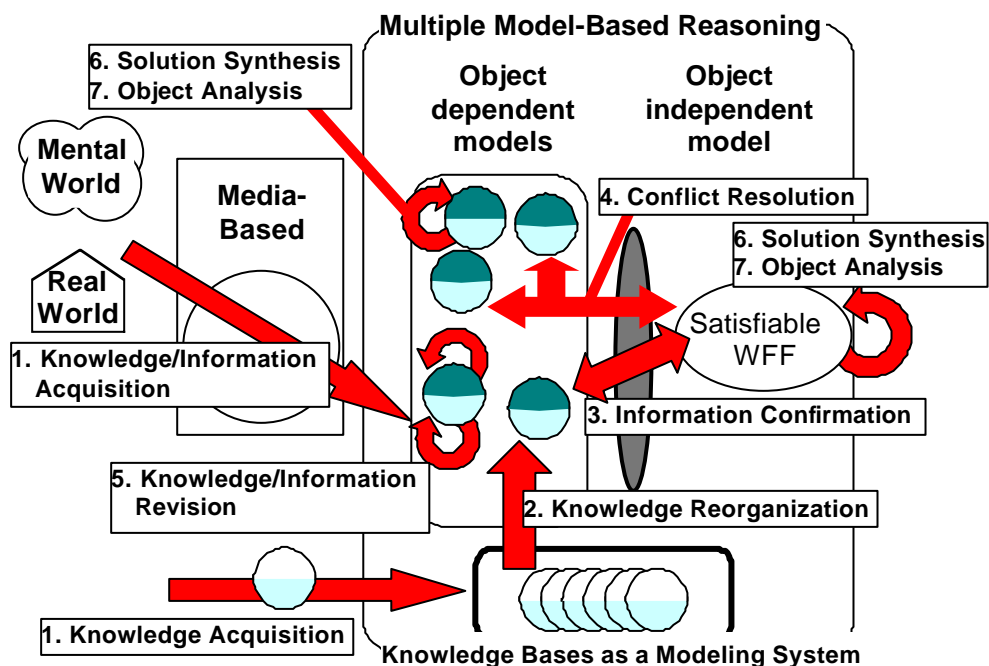 Multiple Model-Based Reasoning
6. Solution Synthesis
7. Object Analysis
Object
dependent
models
Object
independent
model
Mental
World
Media-
Based
4. Conflict Resolution
6. Solution Synthesis
7. Object Analysis
Real
World
Satisfiable
WFF
1. Knowledge/Information
Acquisition
3. Information Confirmation
5. Knowledge/Information
Revision
2. Knowledge Reorganization
1. Knowledge Acquisition
Knowledge Bases as a Modeling System